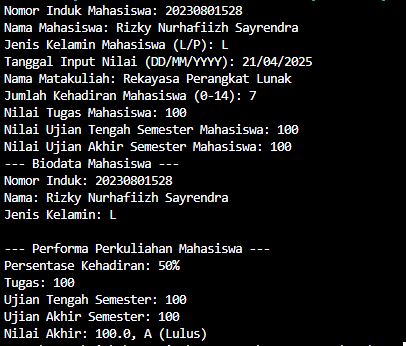 Nomor Induk Mahasiswa: 20230801528
Nama Mahasiswa: Rizky Nurhafiizh Sayrendra
Jenis Kelamin Mahasiswa (L/P): L
Tanggal Input Nilai (DD/MM/YYYY): 21/04/2025
Nama Matakuliah: Rekayasa Perangkat Lunak
Jumlah Kehadiran Mahasiswa (0-14): 7
Nilai Tugas Mahasiswa: 100
Nilai Ujian Tengah Semester Mahasiswa: 100
Nilai Ujian Akhir Semester Mahasiswa: 100
--- Biodata Mahasiswa ---
Nomor Induk: 20230801528
Nama: Rizky Nurhafiizh Sayrendra
Jenis Kelamin: L
--- Performa Perkuliahan Mahasiswa ---
Persentase Kehadiran: 50%
Tugas: 100
Ujian Tengah Semester: 100
Ujian Akhir Semester: 100
Nilai Akhir: 100.0, A (Lulus)